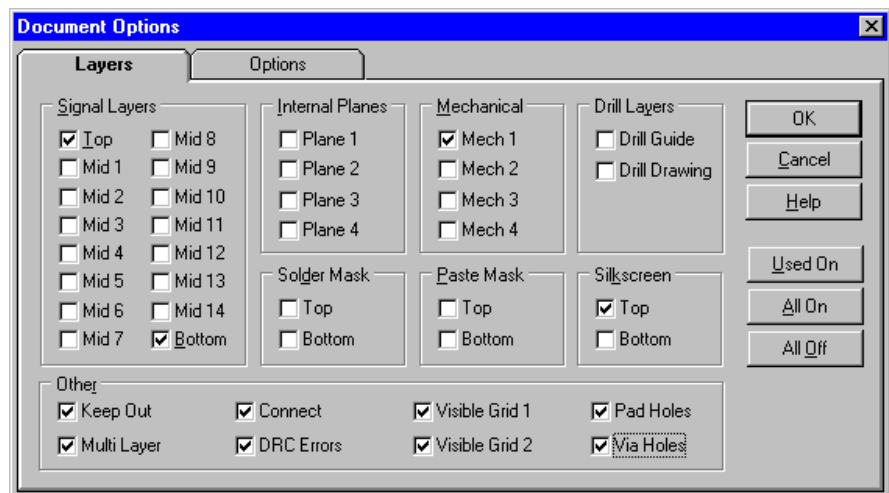 Document Options
Layers
Options
Signal Layers
Top
Mid 1
Mid 2
Mid 3
Mid 4
Mid 5
Mid 6
Mid 7
Mid 8
Mid 9
Mid 10
Mid 11
Mid 12
Mid 13
Mid 14
Bottom
Internal Planes
Plane 1
Plane 2
Plane 3
Plane 4
Mechanical
Mech 1
Mech 2
Mech 3
Mech 4
Drill Layers
Drill Guide
Drill Drawing
Solder Mask
Top
Bottom
Paste Mask
Top
Bottom
Silkscreen
Top
Bottom
Other
Keep Out
Multi Layer
Connect
DRC Errors
Visible Grid 1
Visible Grid 2
Pad Holes
Via Holes
OK
Cancel
Help
Used On
All On
All Off